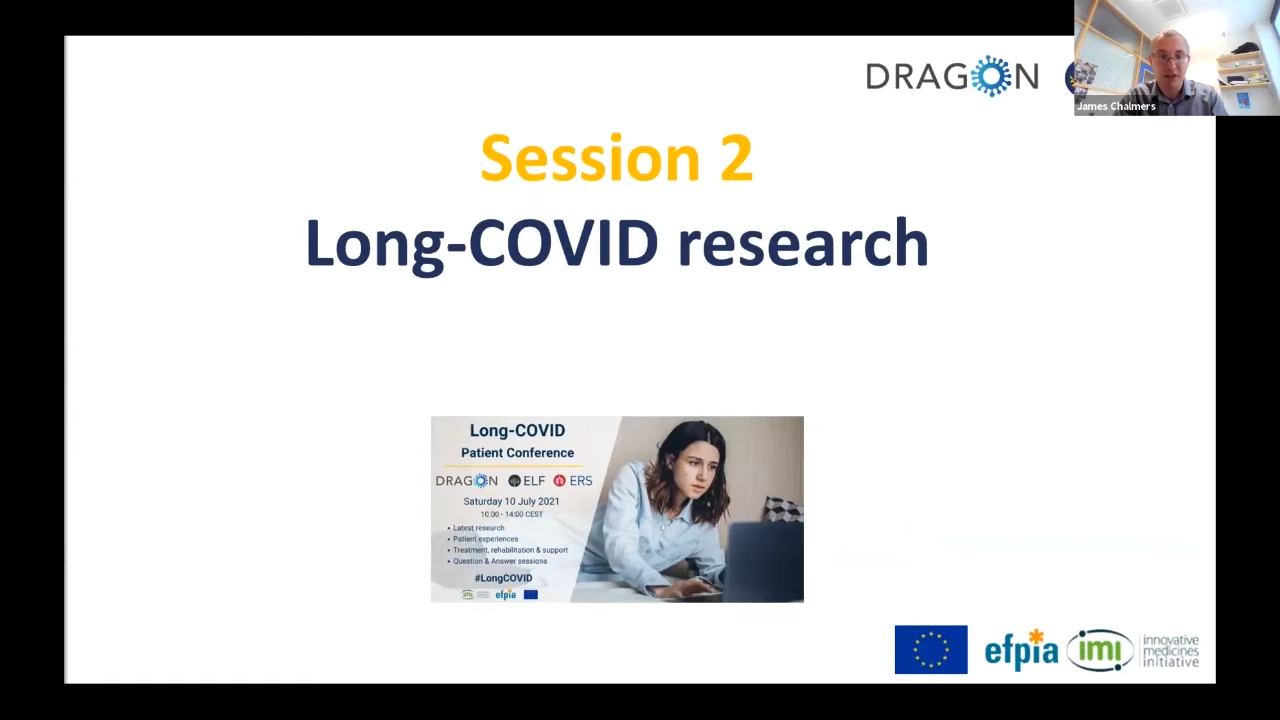 DRAGON
James Chalmers
Session 2
Long-COVID research
Long-COVID
Patient Conference
DRAGON ELF ERS
Saturday 10 July 2021
10:00 - 14:00 CEST
• Latest research
• Patient experiences
• Treatment, rehabilitation & support
• Question & Answer sessions
#LongCOVID
imi efpia
efpia imi innovative
medicines
initiative